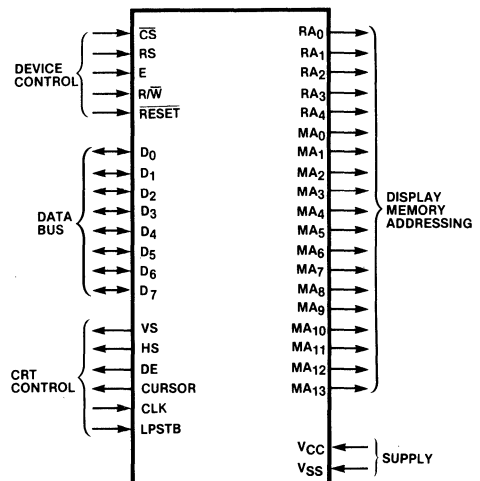 DEVICE CONTROL
C̅S̅
RS
E
R/W̅
R̅E̅S̅E̅T̅
DATA BUS
D0
D1
D2
D3
D4
D5
D6
D7
CRT CONTROL
VS
HS
DE
CURSOR
CLK
LPSTB
RA0
RA1
RA2
RA3
RA4
MA0
MA1
MA2
MA3
MA4
MA5
MA6
MA7
MA8
MA9
MA10
MA11
MA12
MA13
DISPLAY
MEMORY
ADDRESSING
VCC
VSS
SUPPLY